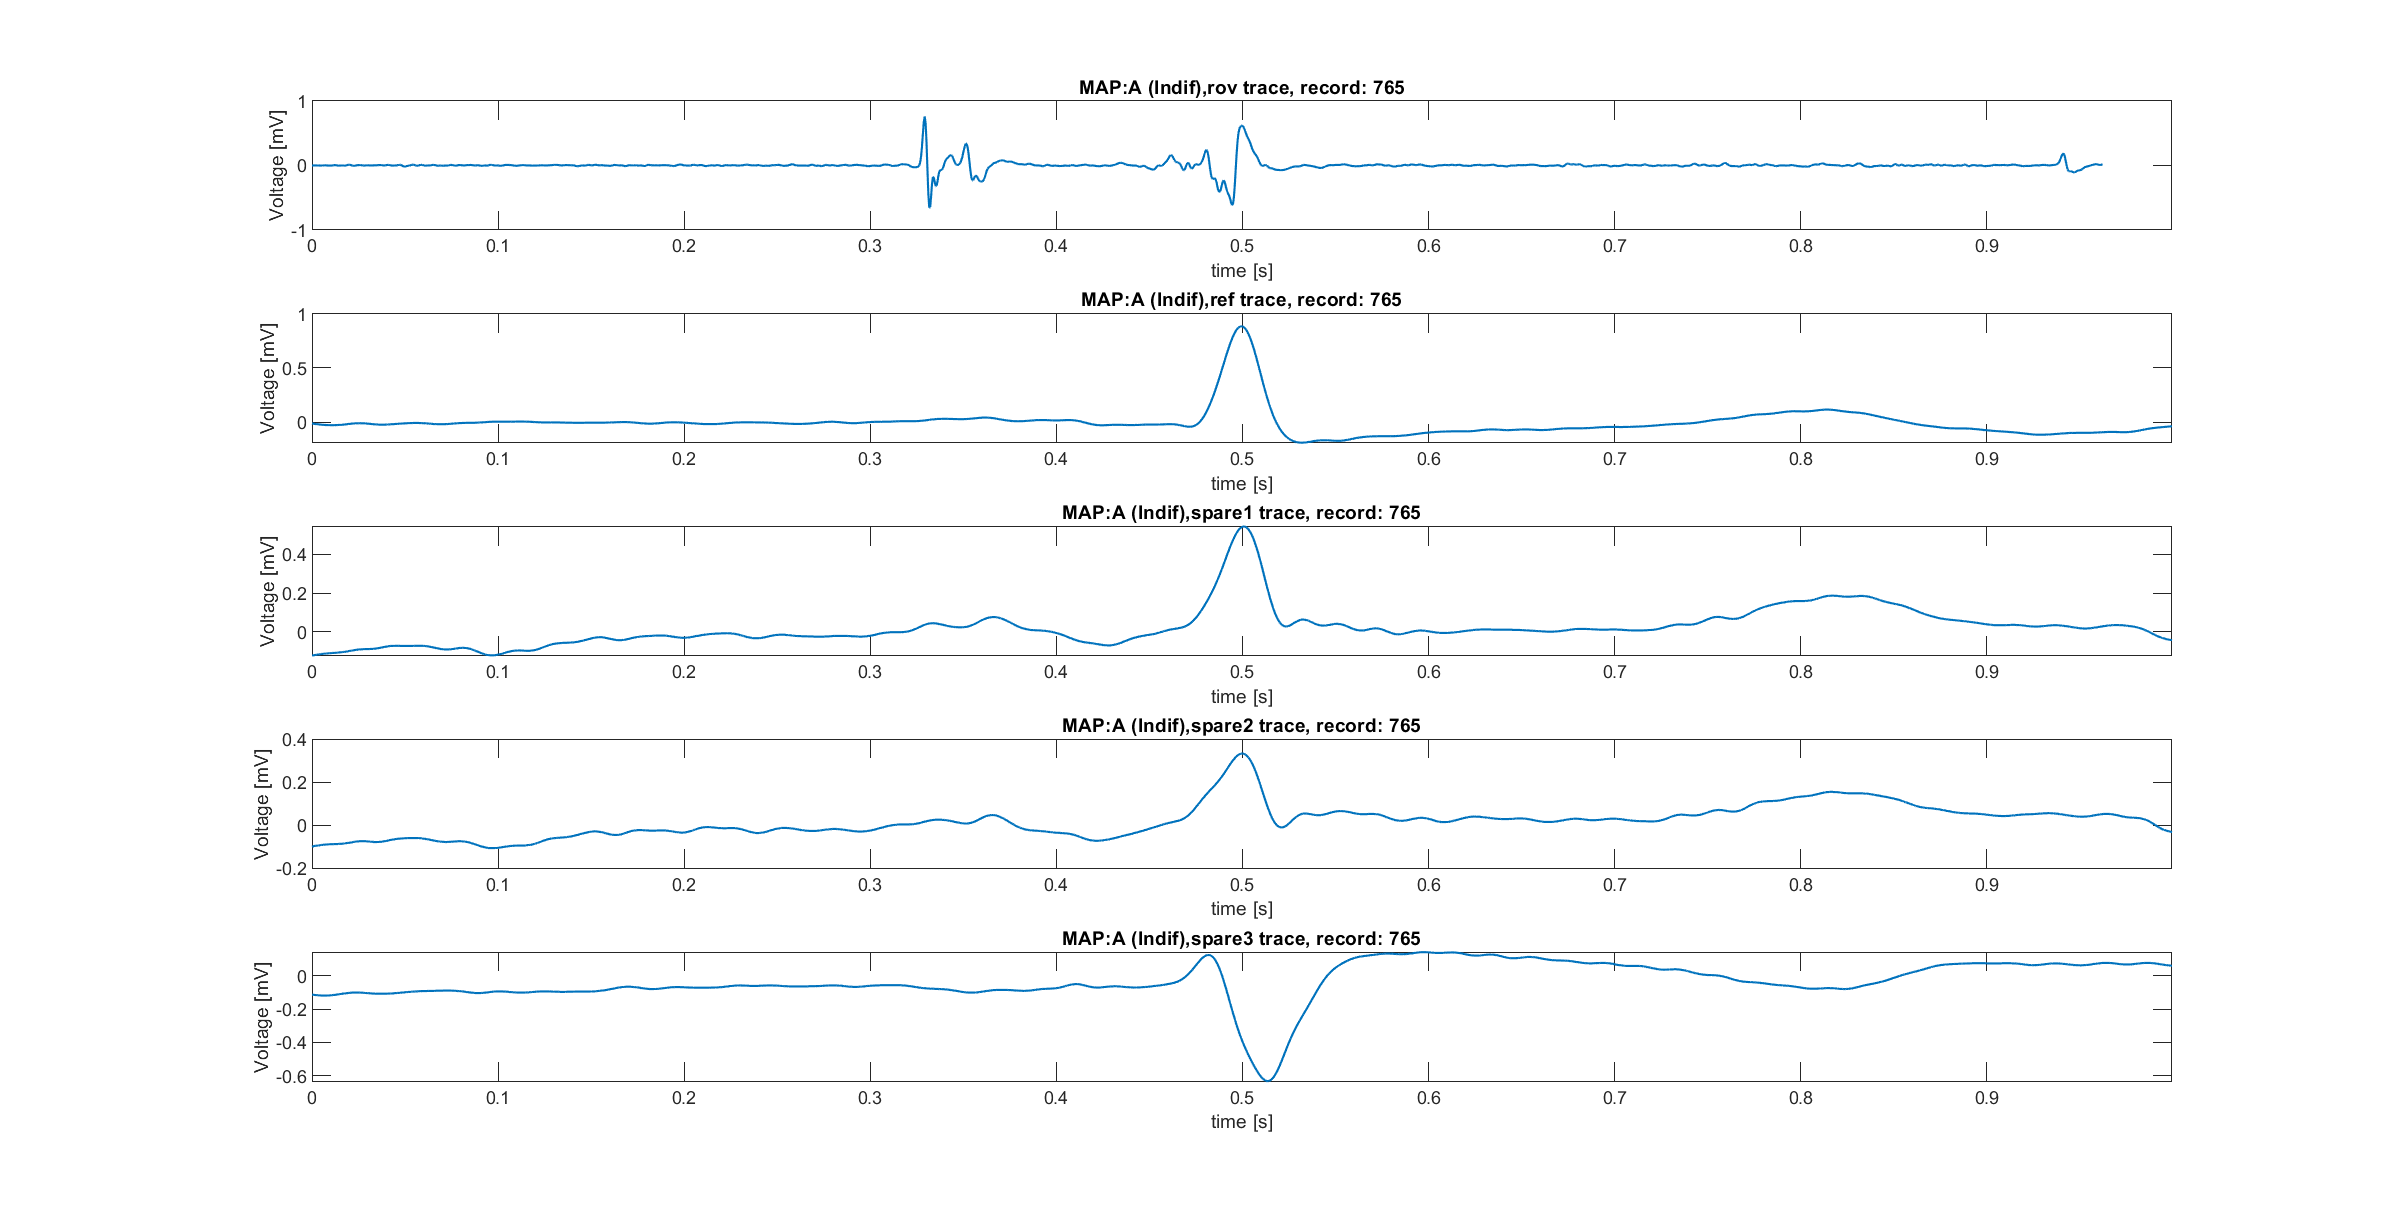 MAP:A (Indif),rov trace, record: 765
Voltage [mV]
1
0
-1
0 0.1 0.2 0.3 0.4 0.5 0.6 0.7 0.8 0.9
time [s]
MAP:A (Indif),ref trace, record: 765
Voltage [mV]
1
0.5
0
0 0.1 0.2 0.3 0.4 0.5 0.6 0.7 0.8 0.9
time [s]
MAP:A (Indif),spare1 trace, record: 765
Voltage [mV]
0.4
0.2
0
0 0.1 0.2 0.3 0.4 0.5 0.6 0.7 0.8 0.9
time [s]
MAP:A (Indif),spare2 trace, record: 765
Voltage [mV]
0.4
0.2
0
-0.2
0 0.1 0.2 0.3 0.4 0.5 0.6 0.7 0.8 0.9
time [s]
MAP:A (Indif),spare3 trace, record: 765
Voltage [mV]
0
-0.2
-0.4
-0.6
0 0.1 0.2 0.3 0.4 0.5 0.6 0.7 0.8 0.9
time [s]